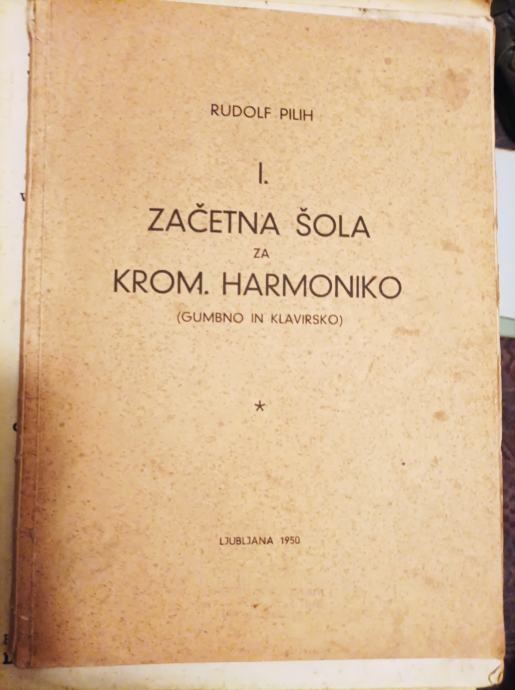 RUDOLF PILIH
I.
ZAČETNA ŠOLA
ZA
KROM. HARMONIKO
(GUMBNO IN KLAVIRSKO)
*
LJUBLJANA 1950